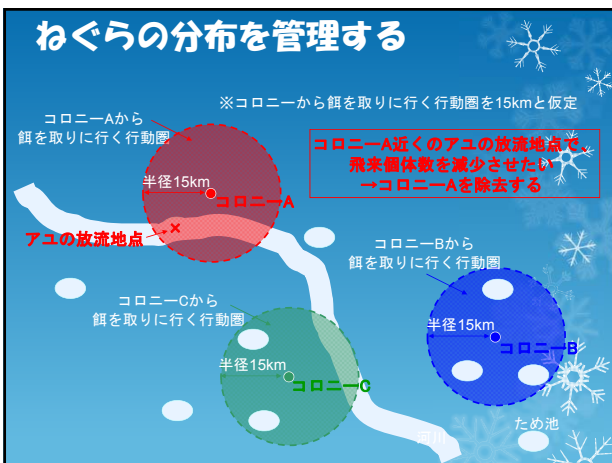 ねぐらの分布を管理する
※コロニーから餌を取りに行く行動圏を15kmと仮定
コロニーAから
餌を取りに行く行動圏
コロニーA近くのアユの放流地点で、
飛来個体数を減少させたい
→コロニーAを除去する
半径15km
コロニーA
アユの放流地点
コロニーBから
餌を取りに行く行動圏
コロニーCから
餌を取りに行く行動圏
半径15km
コロニーB
半径15km
コロニーC
ため池
河川